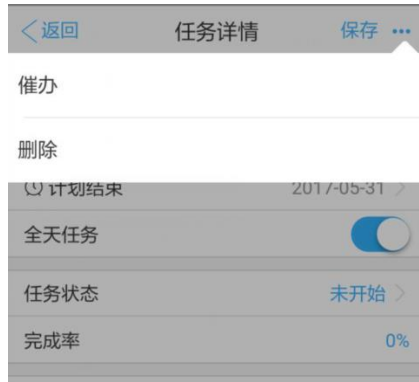 返回 任务详情 保存 •••
催办
删除
计划结束 2017-05-31
全天任务
任务状态 未开始
完成率 0%